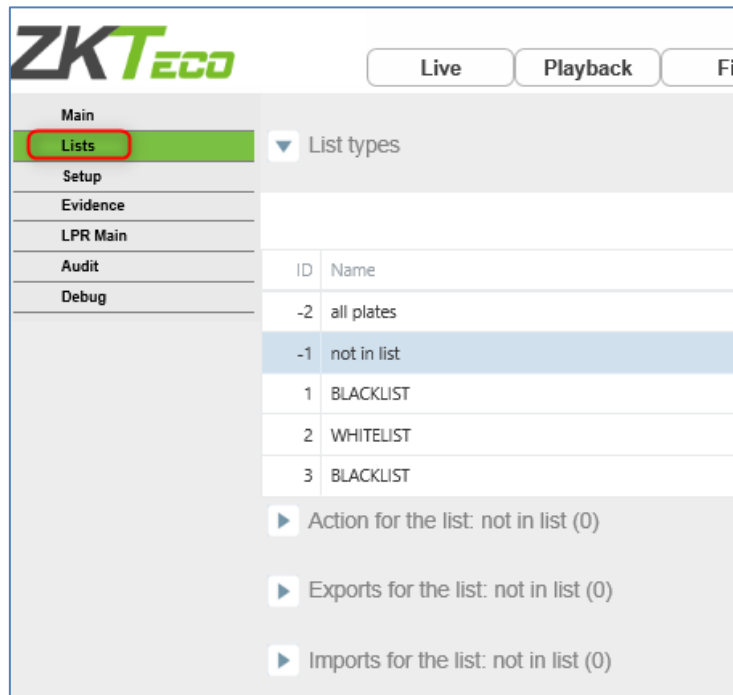 ZKTECO
Live Playback
Main
Lists
List types
Setup
Evidence
LPR Main
Audit
Debug
ID Name
-2 all plates
-1 not in list
1 BLACKLIST
2 WHITELIST
3 BLACKLIST
Action for the list: not in list (0)
Exports for the list: not in list (0)
Imports for the list: not in list (0)